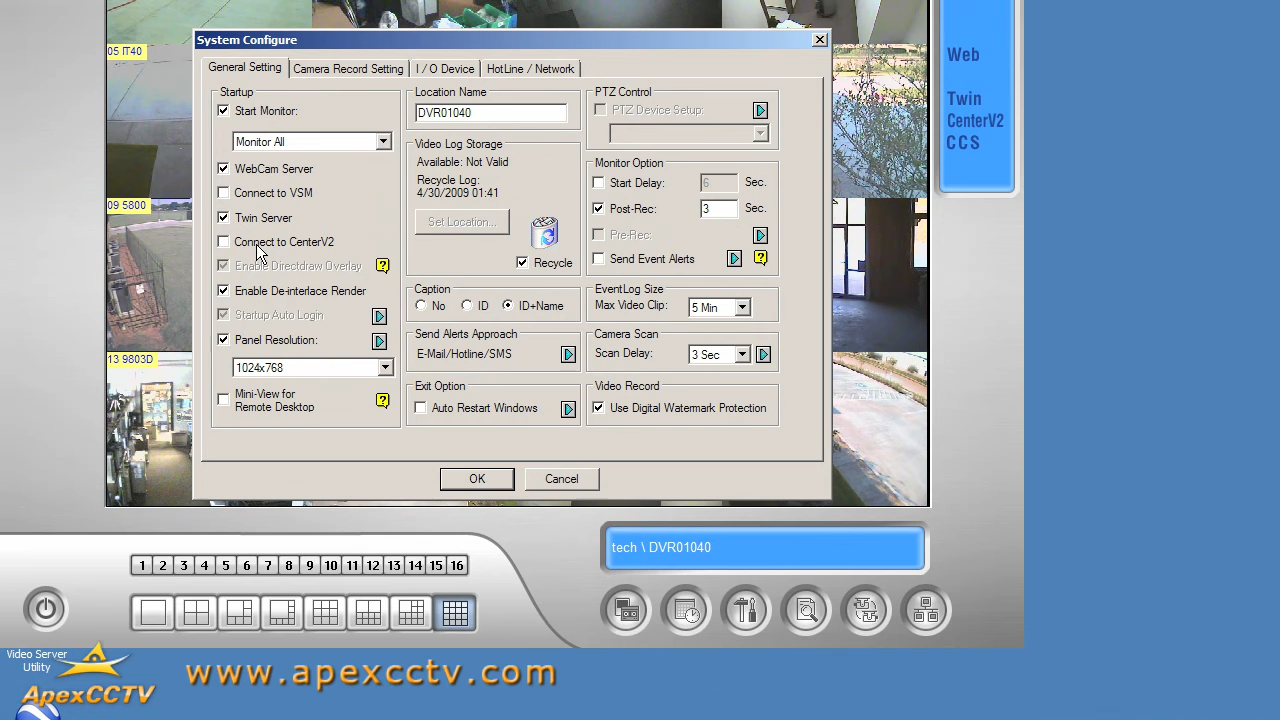 05 IT40
09 5800
13 9803D
System Configure
General Setting
Camera Record Setting
I / O Device
HotLine / Network
Startup
Start Monitor:
Monitor All
WebCam Server
Connect to VSM
Twin Server
Connect to CenterV2
Enable Directdraw Overlay
?
Enable De-interlace Render
Startup Auto Login
Panel Resolution:
1024x768
Mini-View for
Remote Desktop
?
Location Name
DVR01040
Video Log Storage
Available: Not Valid
Recycle Log:
4/30/2009 01:41
Set Location...
Recycle
Caption
No
ID
ID+Name
Send Alerts Approach
E-Mail/Hotline/SMS
Exit Option
Auto Restart Windows
PTZ Control
PTZ Device Setup:
Monitor Option
Start Delay:
6
Sec.
Post-Rec:
3
Sec.
Pre-Rec:
Send Event Alerts
?
EventLog Size
Max Video Clip:
5 Min
Camera Scan
Scan Delay:
3 Sec
Video Record
Use Digital Watermark Protection
OK
Cancel
Web
Twin
CenterV2
CCS
tech \ DVR01040
1 2 3 4 5 6 7 8 9 10 11 12 13 14 15 16
Video Server
Utility
ApexCCTV
www.apexcctv.com